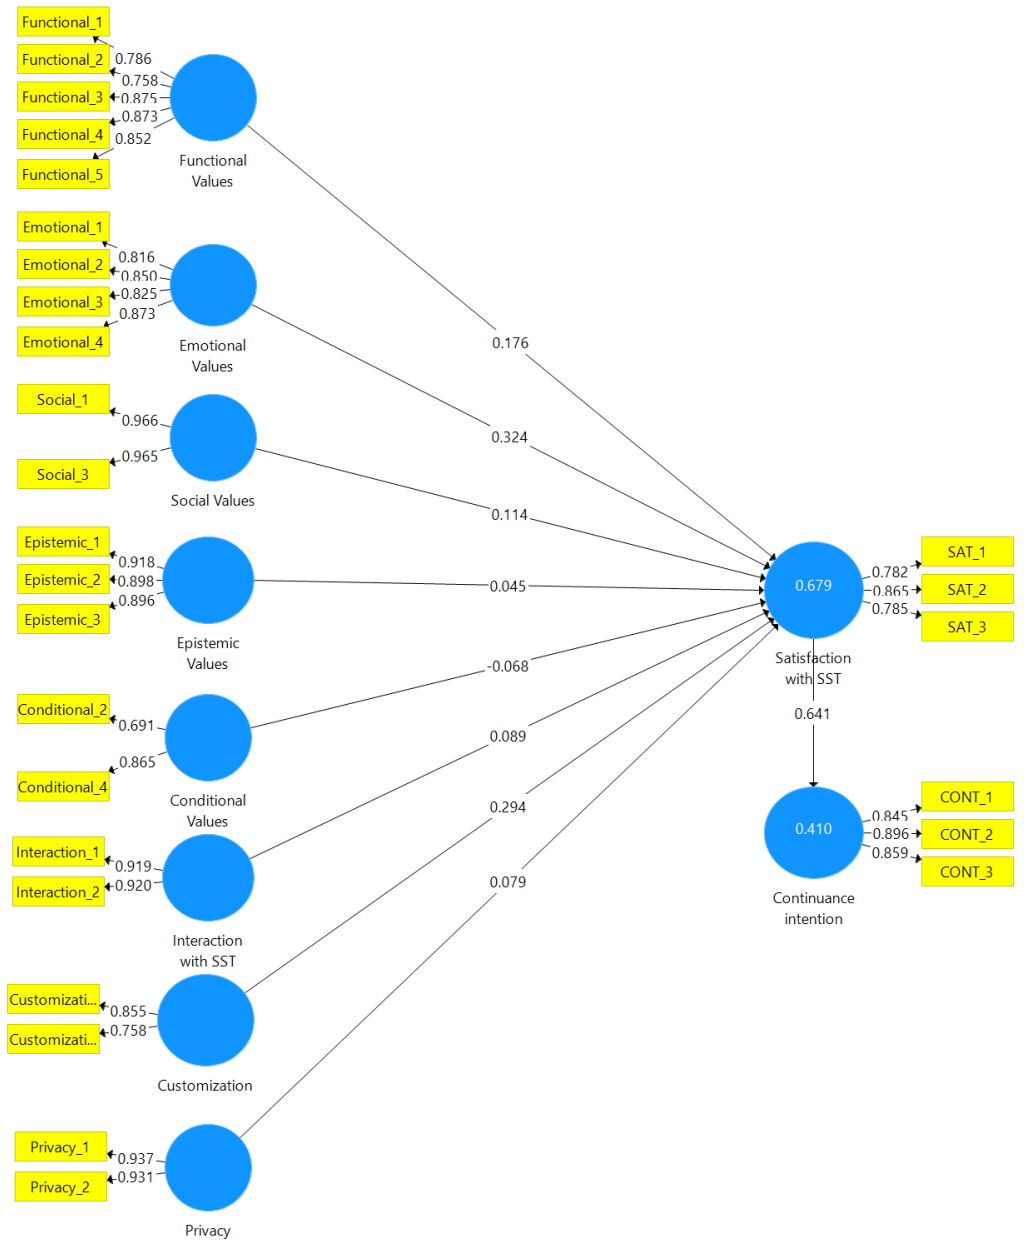 Functional_1
0.786
Functional_2
0.758
Functional_3
0.875
0.873
Functional_4
0.852
Functional_5
Functional
Values
Emotional_1
0.816
Emotional_2
0.850
Emotional_3
0.825
0.873
Emotional_4
Emotional
Values
Social_1
0.966
0.965
Social_3
Social Values
Epistemic_1
0.918
Epistemic_2
0.898
0.896
Epistemic_3
Epistemic
Values
Conditional_2
0.691
0.865
Conditional_4
Conditional
Values
Interaction_1
0.919
0.920
Interaction_2
Interaction
with SST
Customizati...
0.855
0.758
Customizati...
Customization
Privacy_1
0.937
0.931
Privacy_2
Privacy
0.176
0.324
0.114
0.045
-0.068
0.089
0.294
0.079
0.679
Satisfaction
with SST
0.782
SAT_1
0.865
SAT_2
0.785
SAT_3
0.641
0.410
Continuance
intention
0.845
CONT_1
0.896
CONT_2
0.859
CONT_3